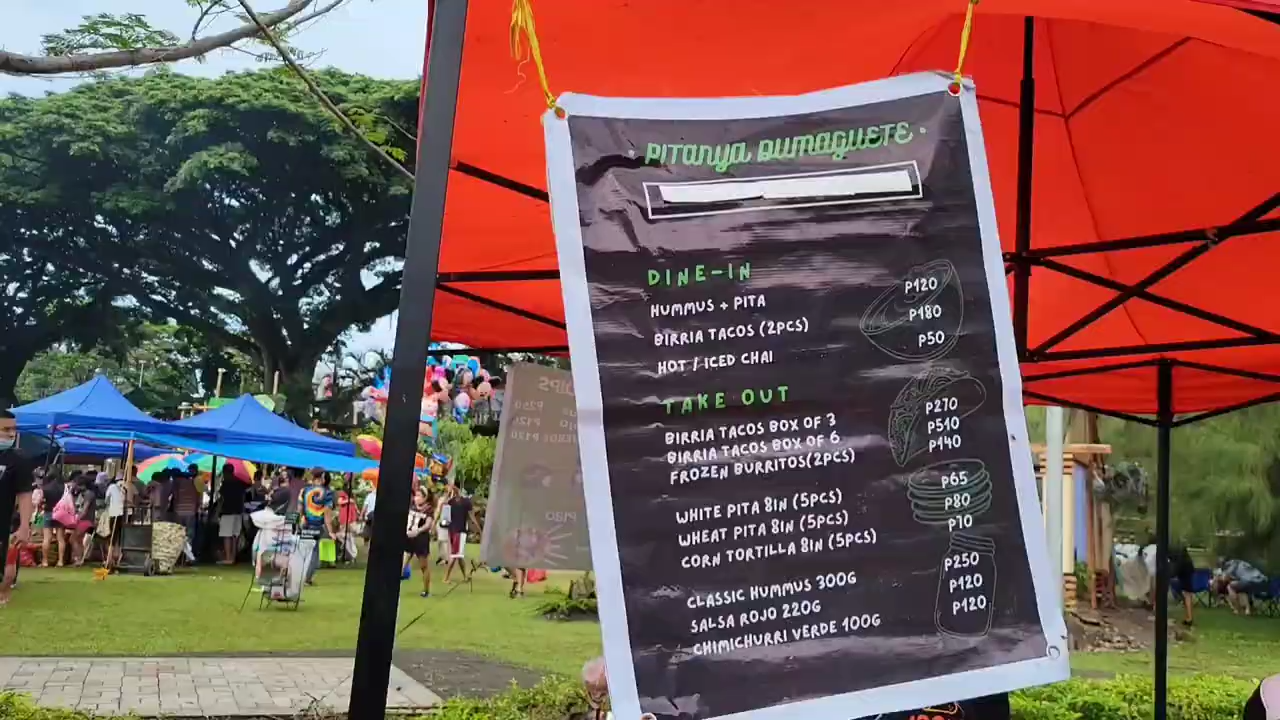 PITANYA DUMAGUETE
DINE-IN
HUMMUS + PITA P120
BIRRIA TACOS (2PCS) P180
HOT / ICED CHAI P50
TAKE OUT
BIRRIA TACOS BOX OF 3 P270
BIRRIA TACOS BOX OF 6 P510
FROZEN BURRITOS(2PCS) P140
WHITE PITA 8IN (5PCS) P65
WHEAT PITA 8IN (5PCS) P80
CORN TORTILLA 8IN (5PCS) P70
CLASSIC HUMMUS 300G P250
SALSA ROJO 220G P120
CHIMICHURRI VERDE 100G P120